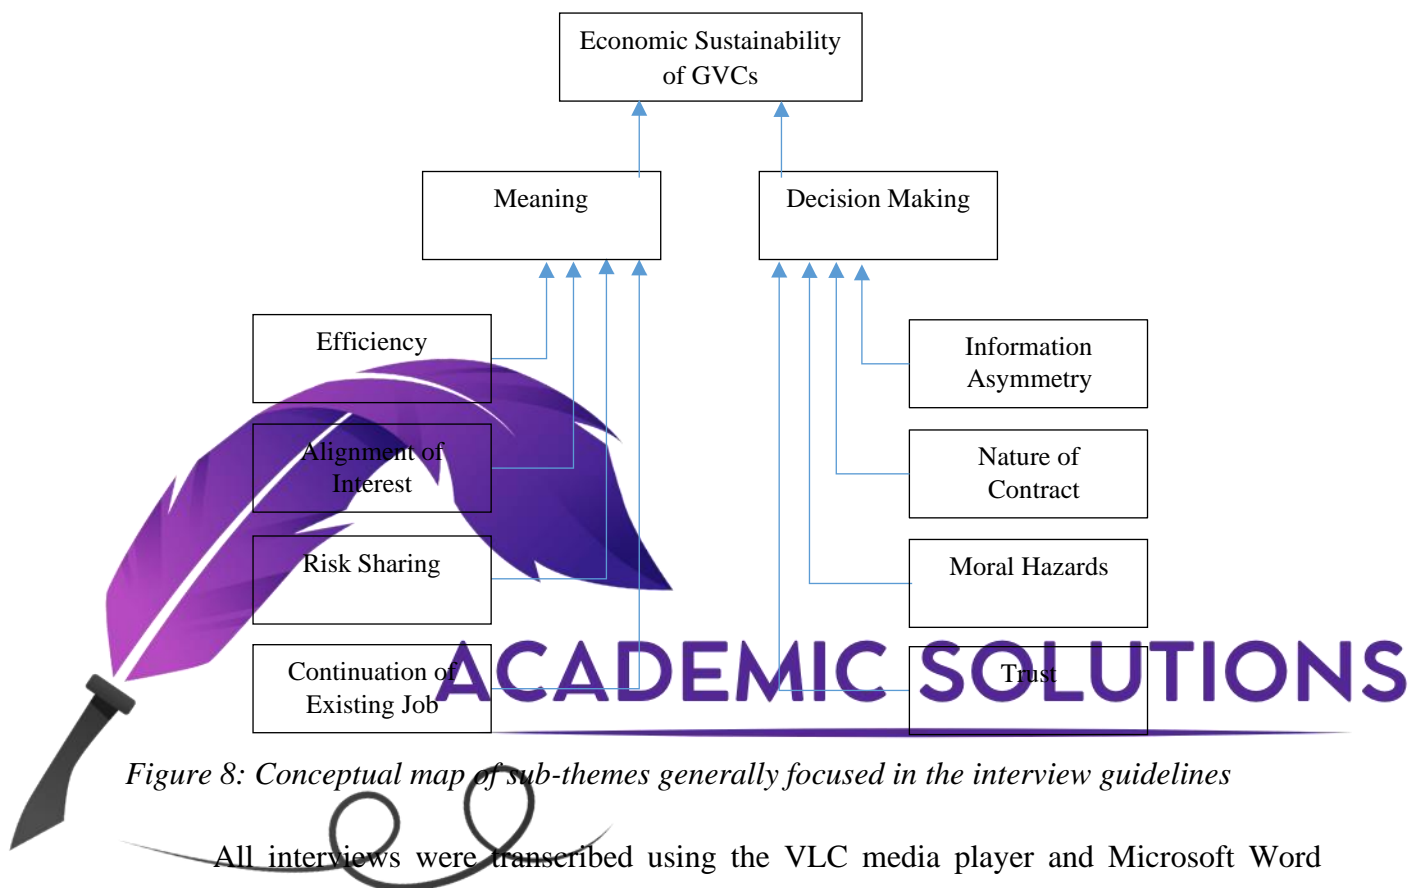 Economic Sustainability
of GVCs
Meaning
Decision Making
Efficiency
Information
Asymmetry
Alignment of
Interest
Nature of
Contract
Risk Sharing
Moral Hazards
Continuation of
Existing Job
Trust
ACADEMIC SOLUTIONS
Figure 8: Conceptual map of sub-themes generally focused in the interview guidelines
All interviews were transcribed using the VLC media player and Microsoft Word